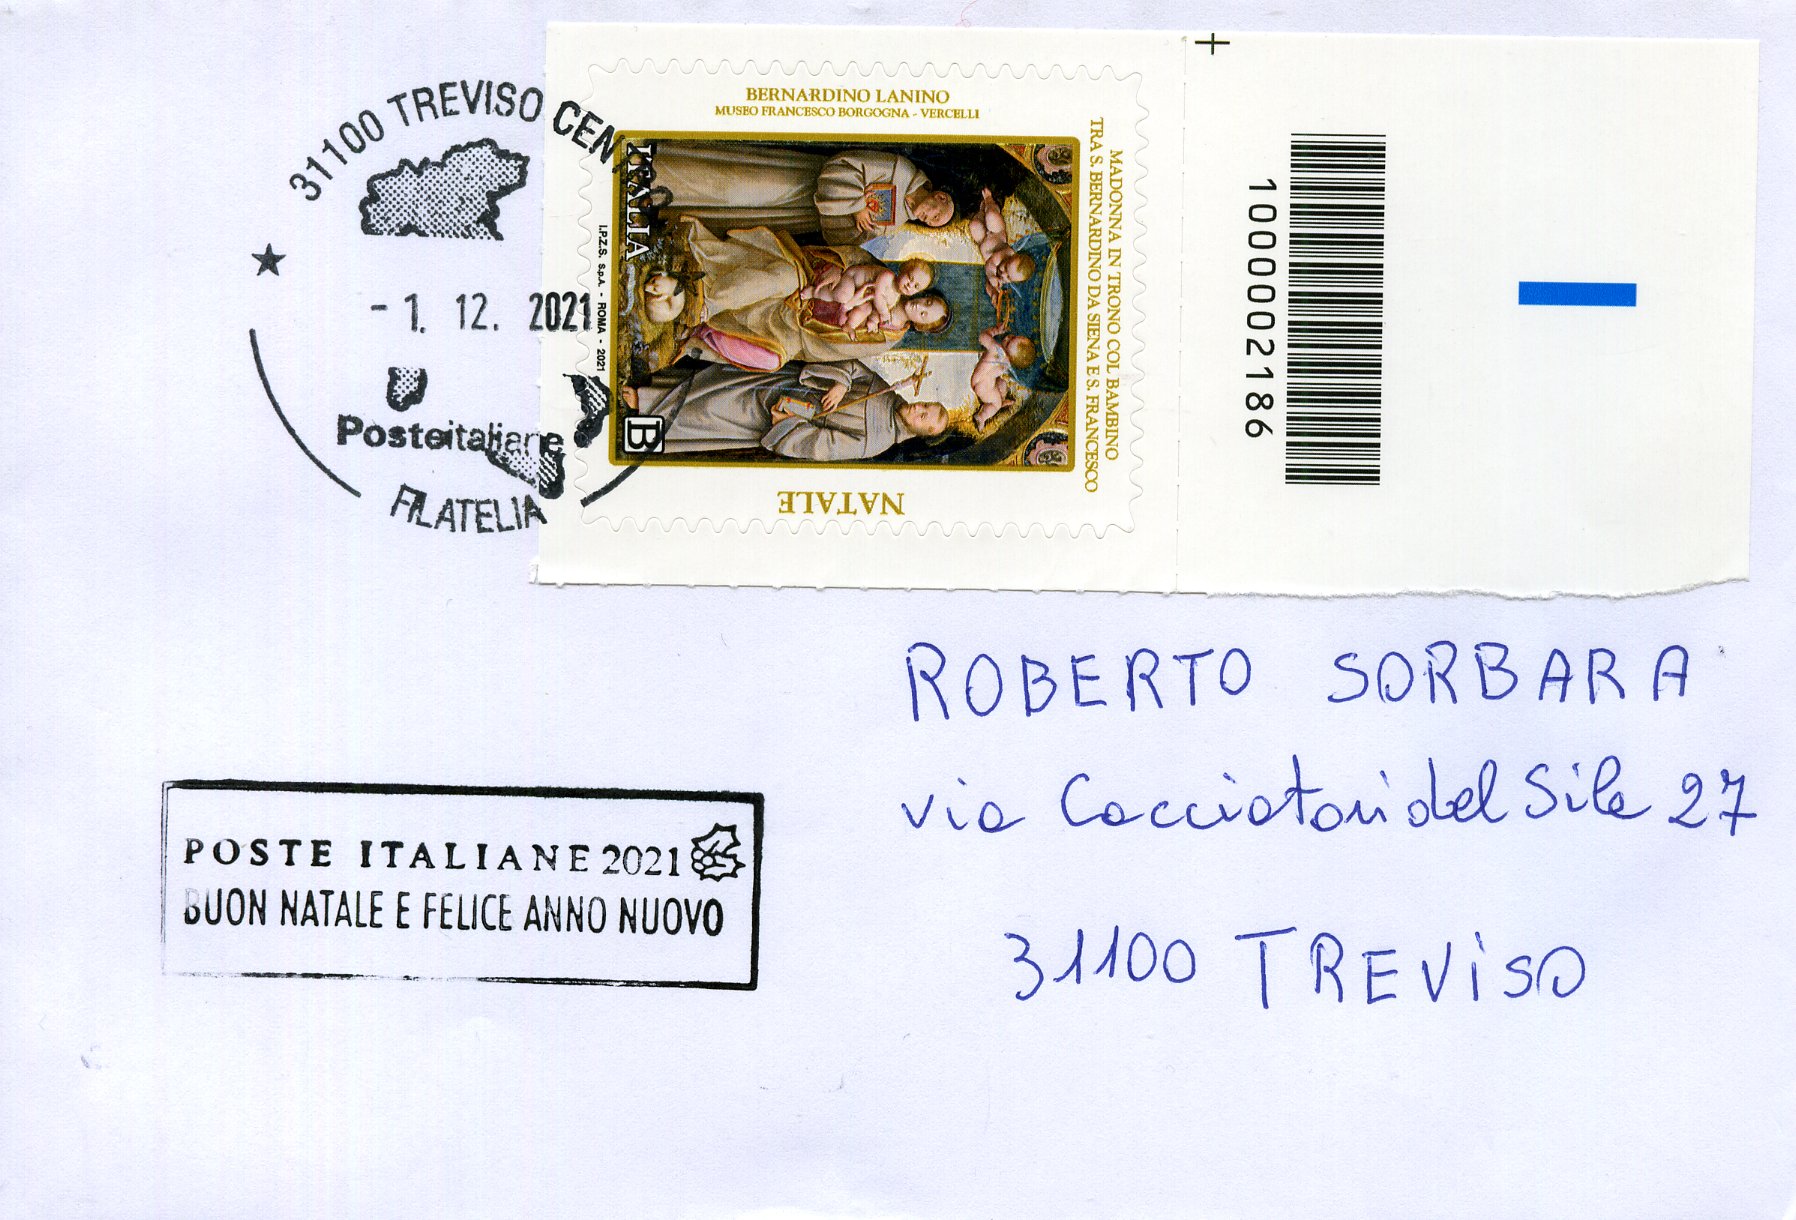 31100 TREVISO CENT
- 1. 12. 2021
Posteitaliane
FILATELIA
BERNARDINO LANINO
MUSEO FRANCESCO BORGOGNA - VERCELLI
MADONNA IN TRONO COL BAMBINO
TRA S. BERNARDINO DA SIENA E S. FRANCESCO
ITALIA
I.P.Z.S. S.p.A. - ROMA - 2021
B
NATALE
1000002186
ROBERTO SORBARA
via Cacciatori del Sile 27
31100 TREVISO
POSTE ITALIANE 2021
BUON NATALE E FELICE ANNO NUOVO